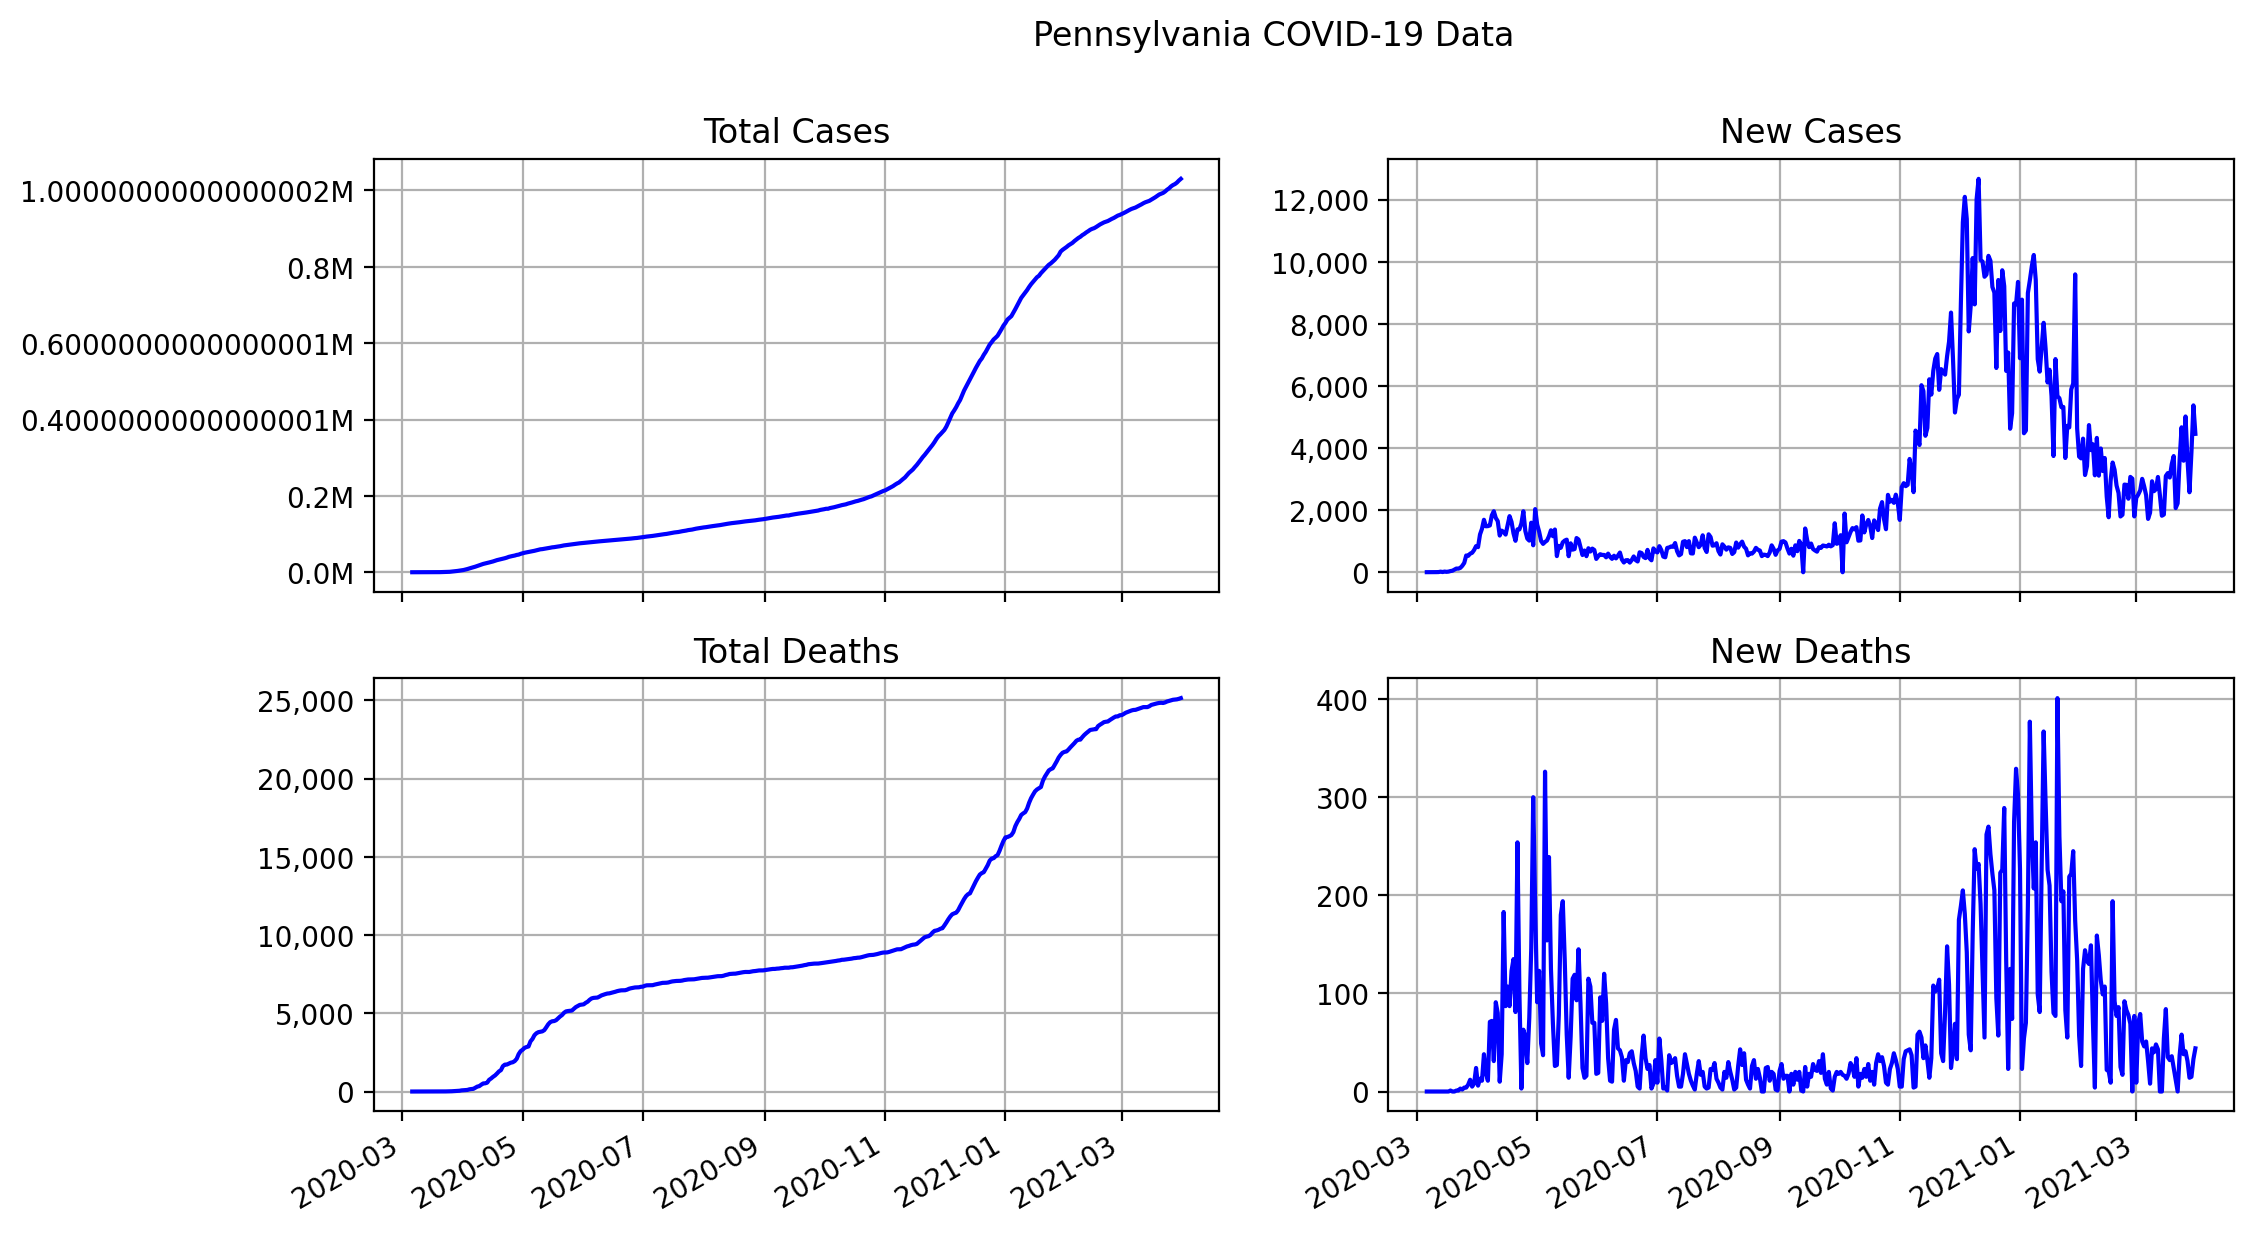 Pennsylvania COVID-19 Data
Total Cases
1.0000000000000002M
0.8M
0.6000000000000001M
0.4000000000000001M
0.2M
0.0M
New Cases
12,000
10,000
8,000
6,000
4,000
2,000
0
Total Deaths
25,000
20,000
15,000
10,000
5,000
0
2020-03
2020-05
2020-07
2020-09
2020-11
2021-01
2021-03
New Deaths
400
300
200
100
0
2020-03
2020-05
2020-07
2020-09
2020-11
2021-01
2021-03